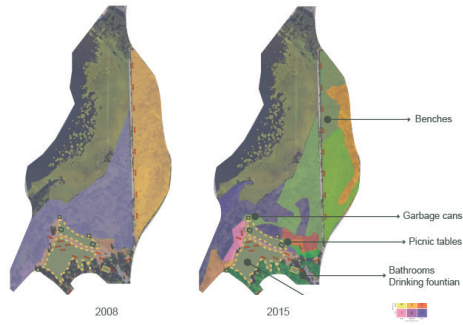 Benches
Garbage cans
Picnic tables
Bathrooms
Drinking fountian
2008
2015